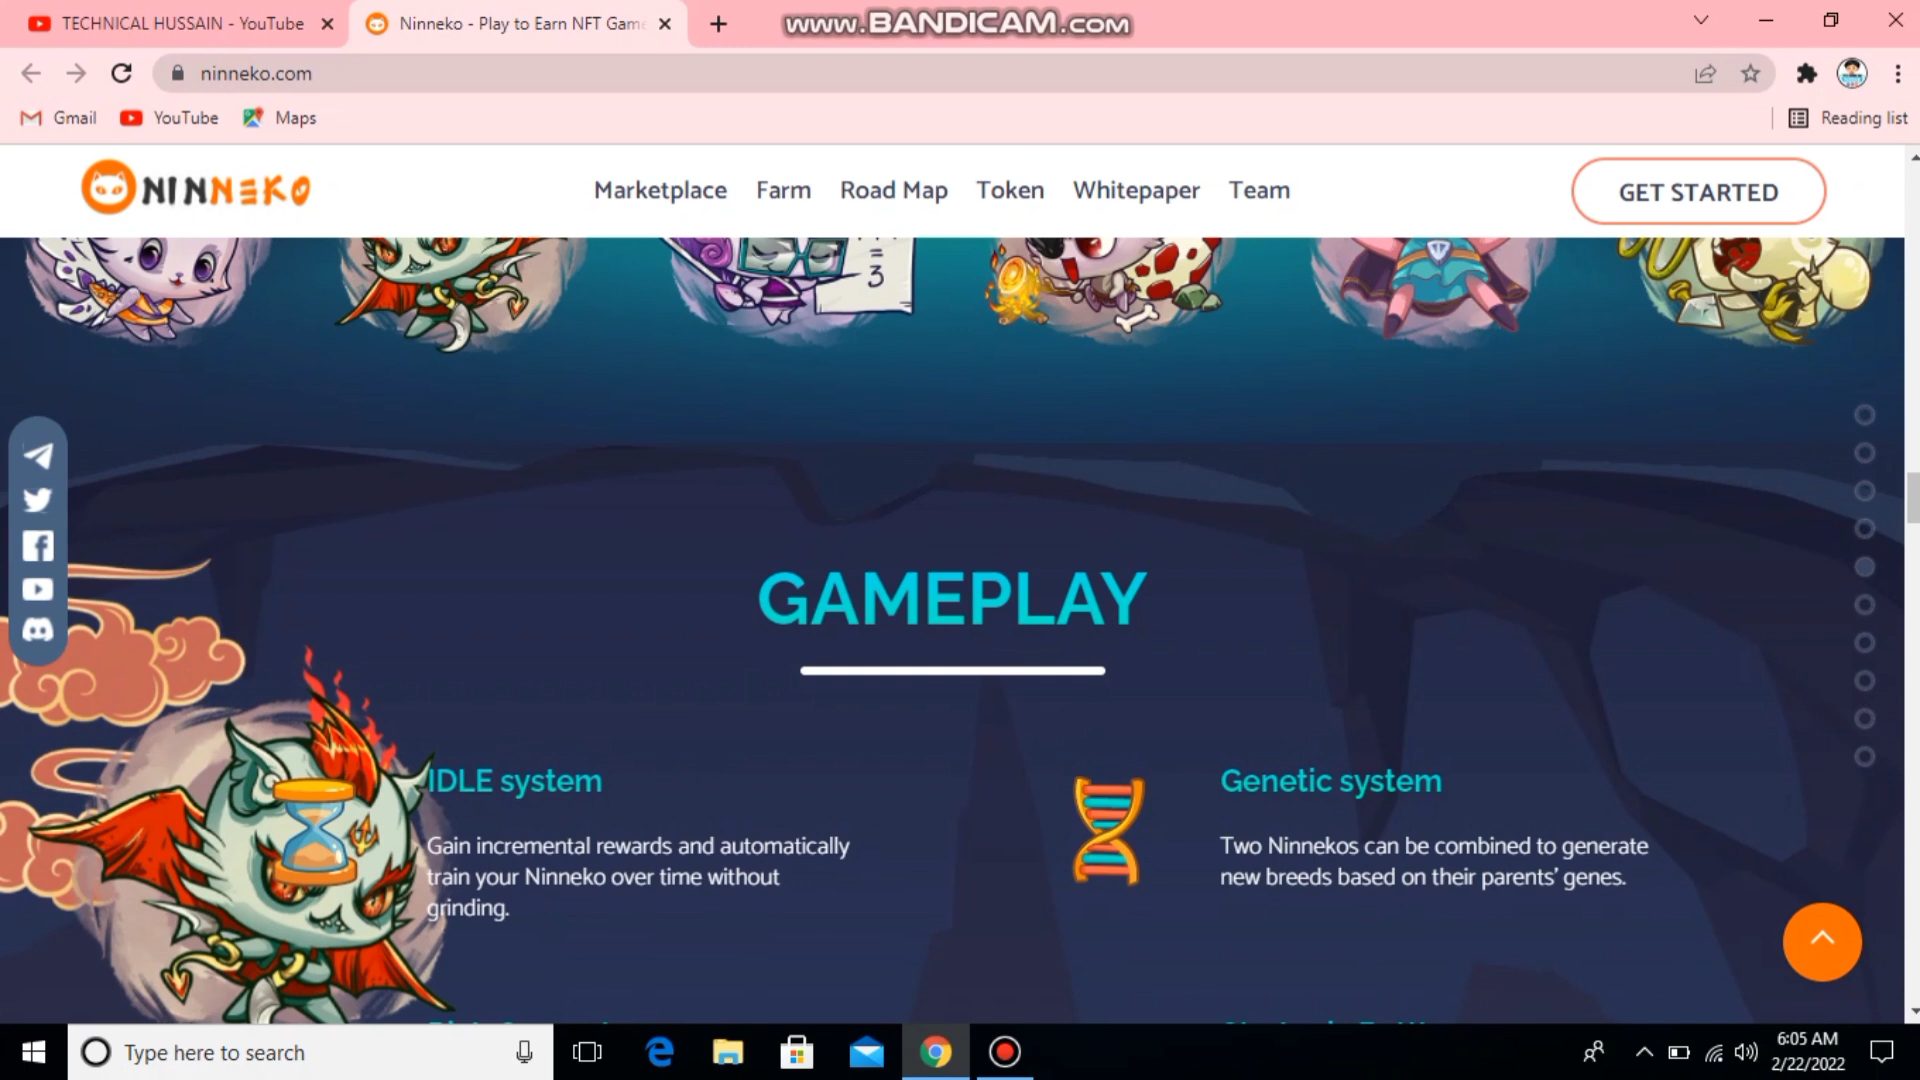 TECHNICAL HUSSAIN - YouTube
Ninneko - Play to Earn NFT Game
www.BANDICAM.com
ninneko.com
Gmail
YouTube
Maps
Reading list
NINNEKO
Marketplace
Farm
Road Map
Token
Whitepaper
Team
GET STARTED
=
3
GAMEPLAY
IDLE system
Gain incremental rewards and automatically
train your Ninneko over time without
grinding.
Genetic system
Two Ninnekos can be combined to generate
new breeds based on their parents' genes.
Type here to search
6:05 AM
2/22/2022